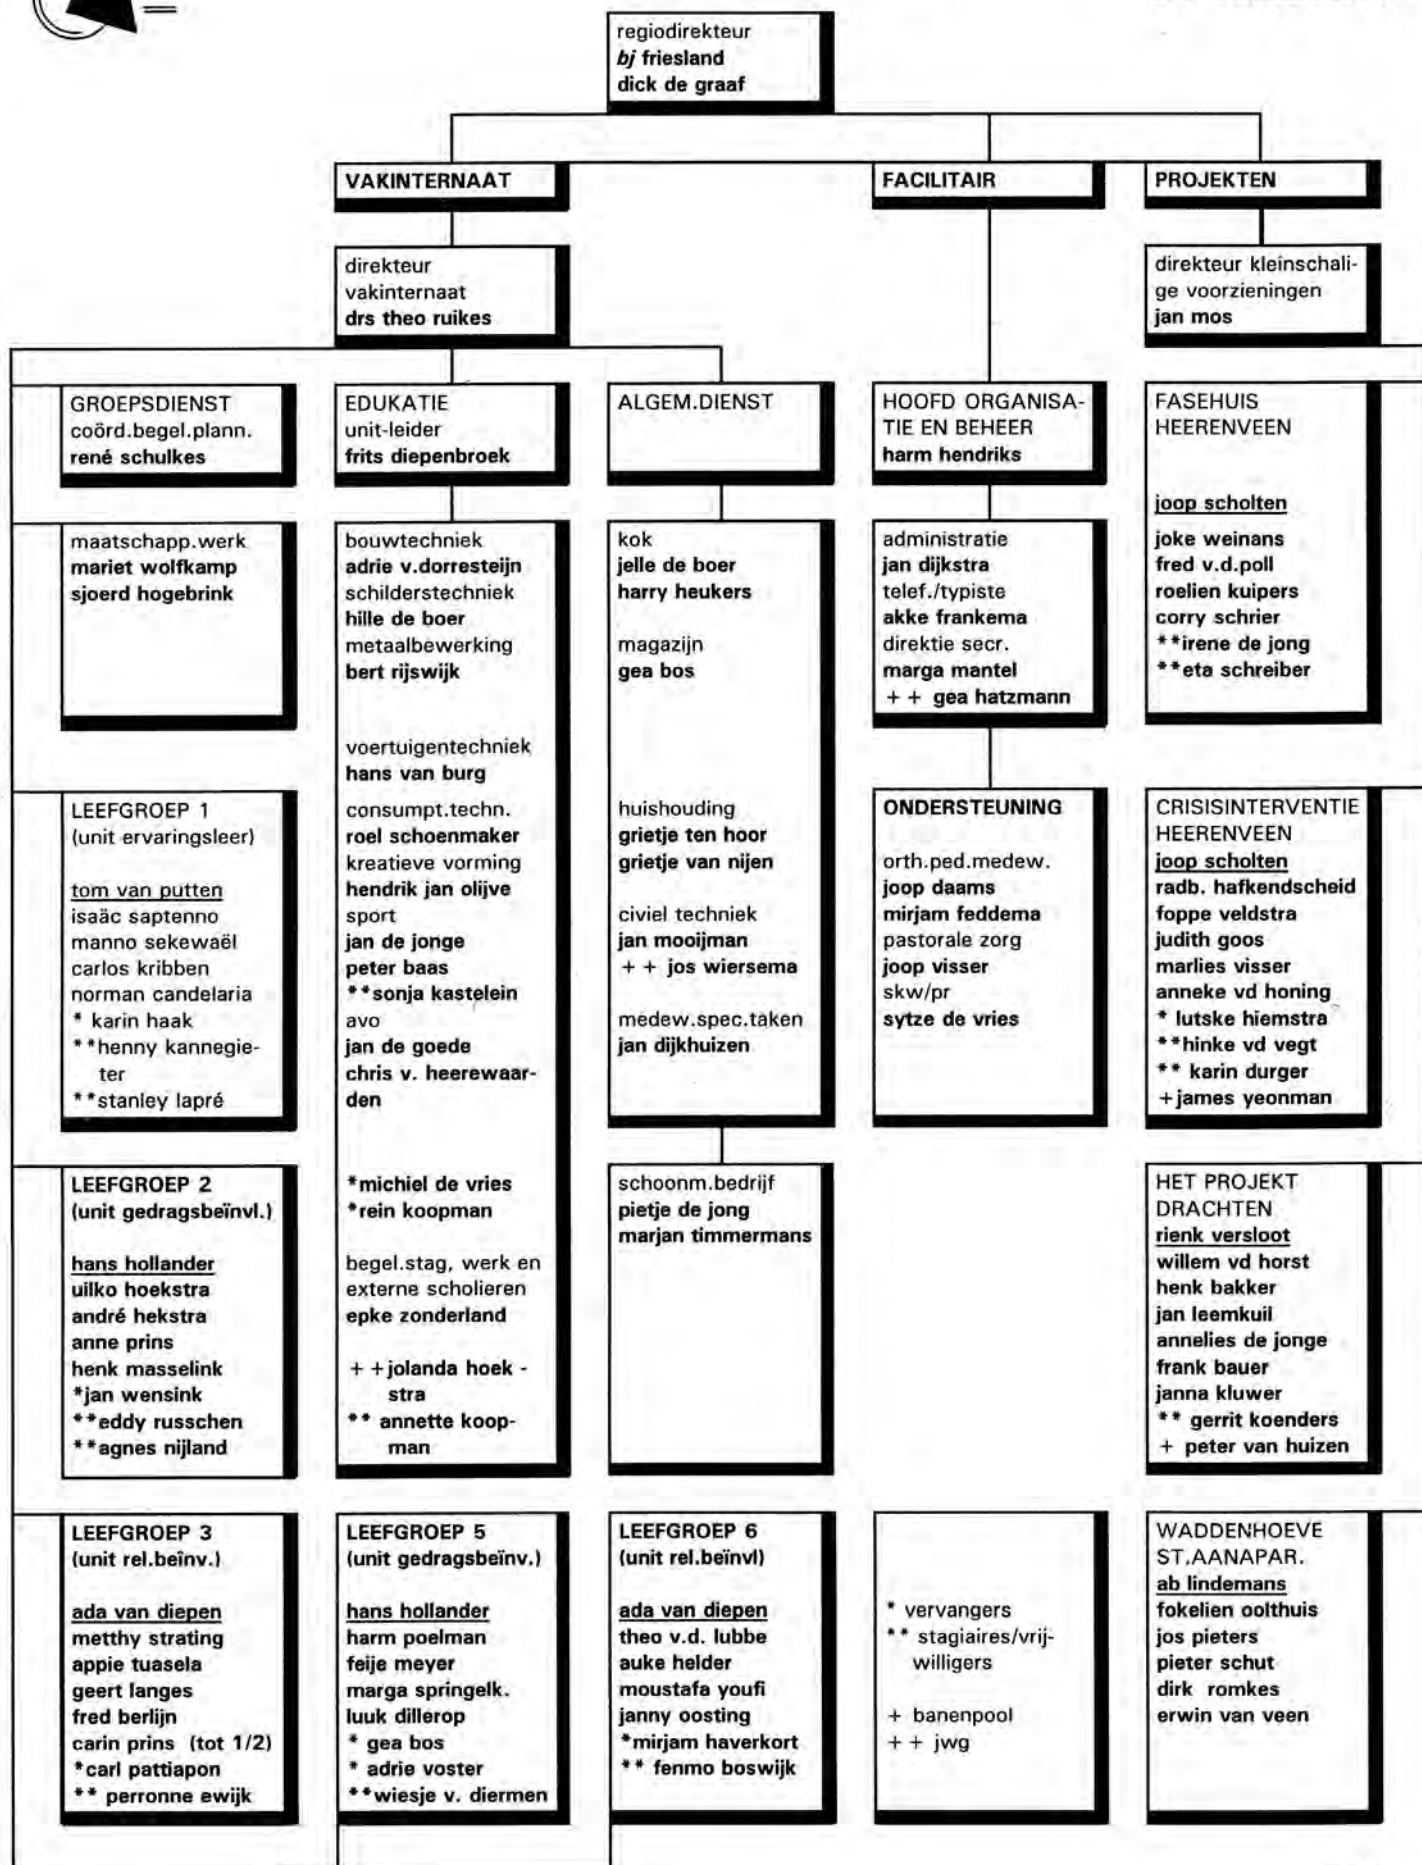 regiodirekteur
bj friesland
dick de graaf
VAKINTERNAAT
FACILITAIR
PROJEKTEN
direkteur
vakinternaat
drs theo ruikes
direkteur kleinschali-
ge voorzieningen
jan mos
GROEPSDIENST
coörd.begel.plann.
rené schulkes
EDUKATIE
unit-leider
frits diepenbroek
ALGEM.DIENST
HOOFD ORGANISA-
TIE EN BEHEER
harm hendriks
FASEHUIS
HEERENVEEN
joop scholten
joke weinans
fred v.d.poll
roelien kuipers
corry schrier
**irene de jong
**eta schreiber
maatschapp.werk
mariet wolfkamp
sjoerd hogebrink
bouwtechniek
adrie v.dorresteijn
schilderstechniek
hille de boer
metaalbewerking
bert rijswijk
voertuigentechniek
hans van burg
consumpt.techn.
roel schoenmaker
kreatieve vorming
hendrik jan olijve
sport
jan de jonge
peter baas
**sonja kastelein
avo
jan de goede
chris v. heerewaar-
den
*michiel de vries
*rein koopman
begel.stag, werk en
externe scholieren
epke zonderland
+ +jolanda hoek -
stra
** annette koop-
man
kok
jelle de boer
harry heukers
magazijn
gea bos
huishouding
grietje ten hoor
grietje van nijen
civiel techniek
jan mooijman
+ + jos wiersema
medew.spec.taken
jan dijkhuizen
administratie
jan dijkstra
telef./typiste
akke frankema
direktie secr.
marga mantel
+ + gea hatzmann
LEEFGROEP 1
(unit ervaringsleer)
tom van putten
isaäc saptenno
manno sekewaël
carlos kribben
norman candelaria
* karin haak
**henny kannegie-
ter
**stanley lapré
ONDERSTEUNING
orth.ped.medew.
joop daams
mirjam feddema
pastorale zorg
joop visser
skw/pr
sytze de vries
CRISISINTERVENTIE
HEERENVEEN
joop scholten
radb. hafkendscheid
foppe veldstra
judith goos
marlies visser
anneke vd honing
* lutske hiemstra
**hinke vd vegt
** karin durger
+james yeonman
LEEFGROEP 2
(unit gedragsbeïnvl.)
hans hollander
uilko hoekstra
andré hekstra
anne prins
henk masselink
*jan wensink
**eddy russchen
**agnes nijland
schoonm.bedrijf
pietje de jong
marjan timmermans
HET PROJEKT
DRACHTEN
rienk versloot
willem vd horst
henk bakker
jan leemkuil
annelies de jonge
frank bauer
janna kluwer
** gerrit koenders
+ peter van huizen
LEEFGROEP 3
(unit rel.beïnv.)
ada van diepen
metthy strating
appie tuasela
geert langes
fred berlijn
carin prins (tot 1/2)
*carl pattiapon
** perronne ewijk
LEEFGROEP 5
(unit gedragsbeïnv.)
hans hollander
harm poelman
feije meyer
marga springelk.
luuk dillerop
* gea bos
* adrie voster
**wiesje v. diermen
LEEFGROEP 6
(unit rel.beïnvl)
ada van diepen
theo v.d. lubbe
auke helder
moustafa youfi
janny oosting
*mirjam haverkort
** fenmo boswijk
* vervangers
** stagiaires/vrij-
willigers
+ banenpool
+ + jwg
WADDENHOEVE
ST.AANAPAR.
ab lindemans
fokelien oolthuis
jos pieters
pieter schut
dirk romkes
erwin van veen